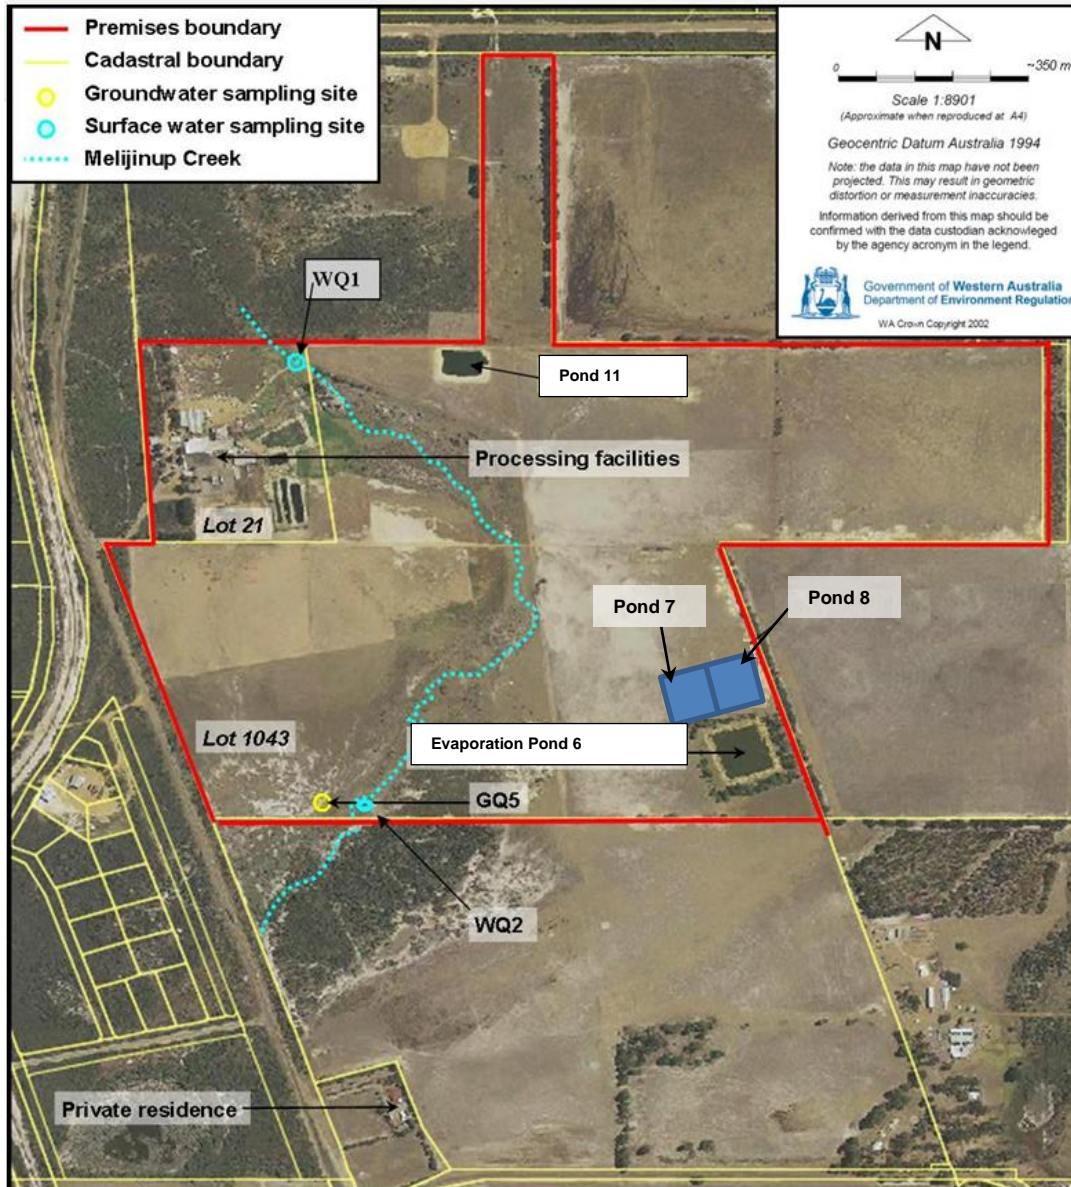 Premises boundary
Cadastral boundary
Groundwater sampling site
Surface water sampling site
Melijinup Creek
N
0
~350 m
Scale 1:8901
(Approximate when reproduced at A4)
Geocentric Datum Australia 1994
Note: the data in this map have not been
projected. This may result in geometric
distortion or measurement inaccuracies.
Information derived from this map should be
confirmed with the data custodian acknowleged
by the agency acronym in the legend.
Government of Western Australia
Department of Environment Regulation
WA Crown Copyright 2002
WQ1
Pond 11
Processing facilities
Lot 21
Pond 7
Pond 8
Lot 1043
Evaporation Pond 6
GQ5
WQ2
Private residence